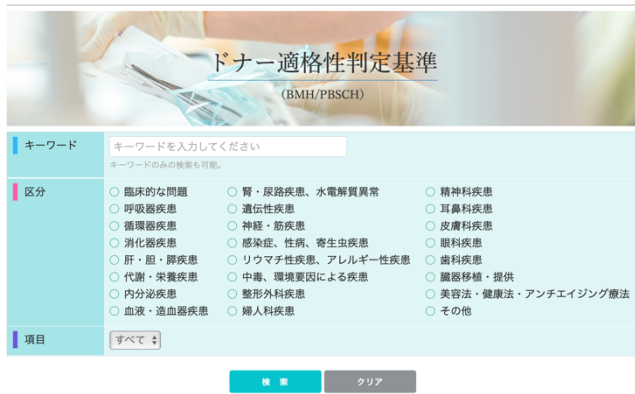 ドナー適格性判定基準
(BMH/PBSCH)
キーワード
キーワードを入力してください
キーワードのみの検索も可能。
区分
臨床的な問題 腎・尿路疾患、水電解質異常 精神科疾患
呼吸器疾患 遺伝性疾患 耳鼻科疾患
循環器疾患 神経・筋疾患 皮膚科疾患
消化器疾患 感染症、性病、寄生虫疾患 眼科疾患
肝・胆・膵疾患 リウマチ性疾患、アレルギー性疾患 歯科疾患
代謝・栄養疾患 中毒、環境要因による疾患 臓器移植・提供
内分泌疾患 整形外科疾患 美容法・健康法・アンチエイジング療法
血液・造血器疾患 婦人科疾患 その他
項目 すべて
検 索 クリア